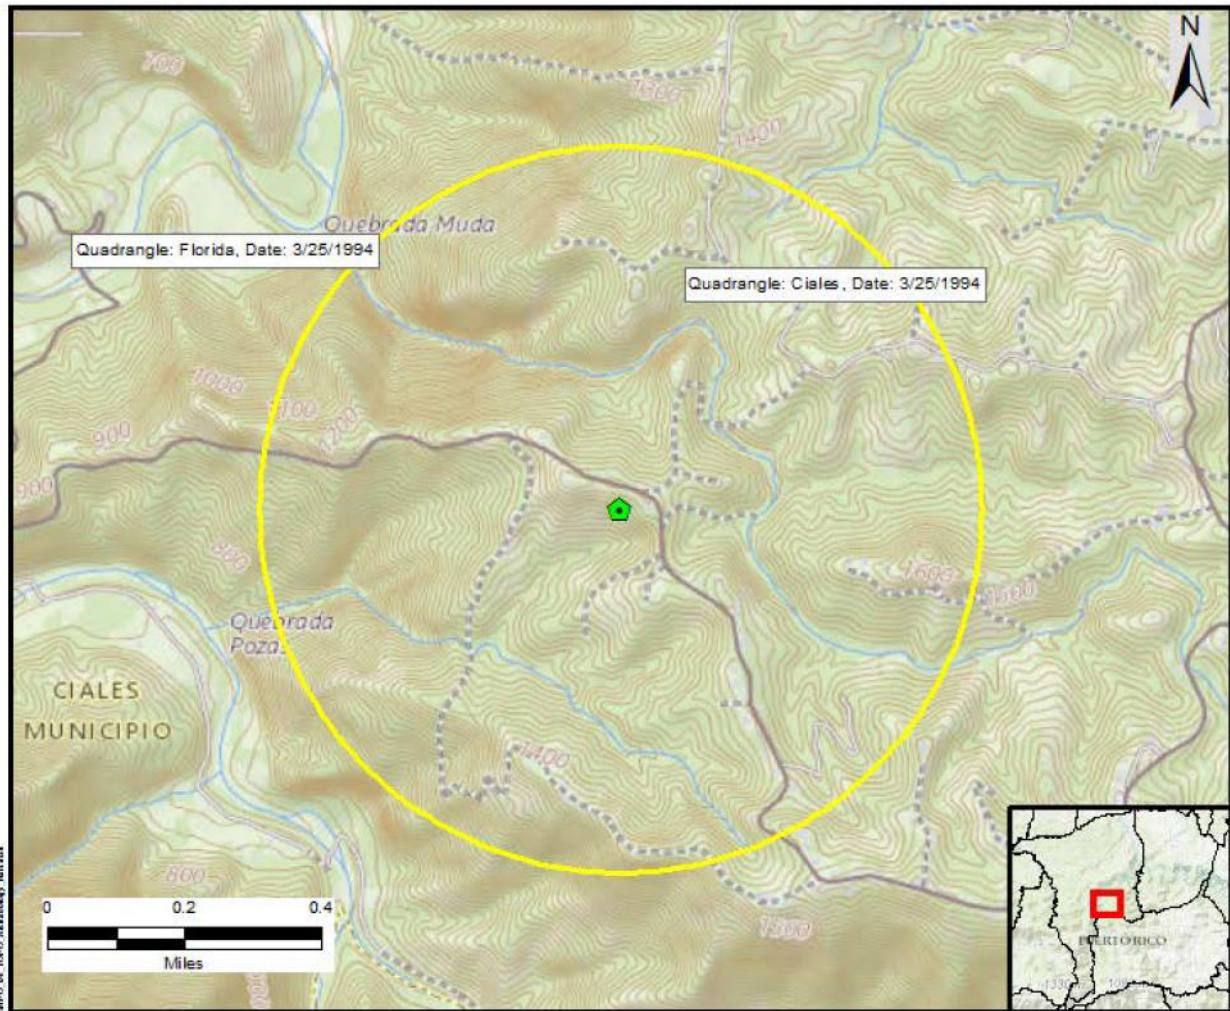 N
700
1300
1400
Quebrada Muda
Quadrangle: Florida, Date: 3/25/1994
Quadrangle: Ciales, Date: 3/25/1994
1000
1100
1200
900
900
800
1600
1500
Quebrada
Pozas
CIALES
MUNICIPIO
1400
800
0 0.2 0.4
Miles
1500
PUERTO RICO